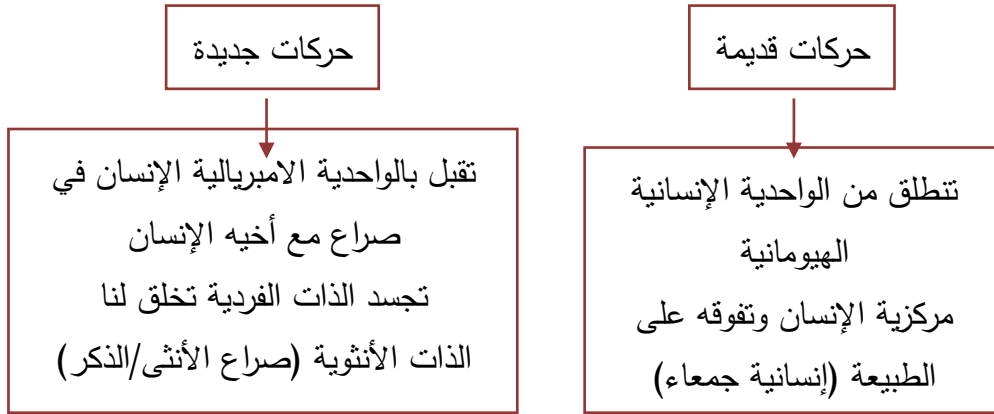 حركات قديمة
تنطلق من الواحدية الإنسانية
الهيومانية
مركزية الإنسان وتفوقه على
الطبيعة (إنسانية جمعاء)
حركات جديدة
تقبل بالواحدية الامبريالية الإنسان في
صراع مع أخيه الإنسان
تجسد الذات الفردية تخلق لنا
الذات الأنثوية (صراع الأنثى/الذكر)